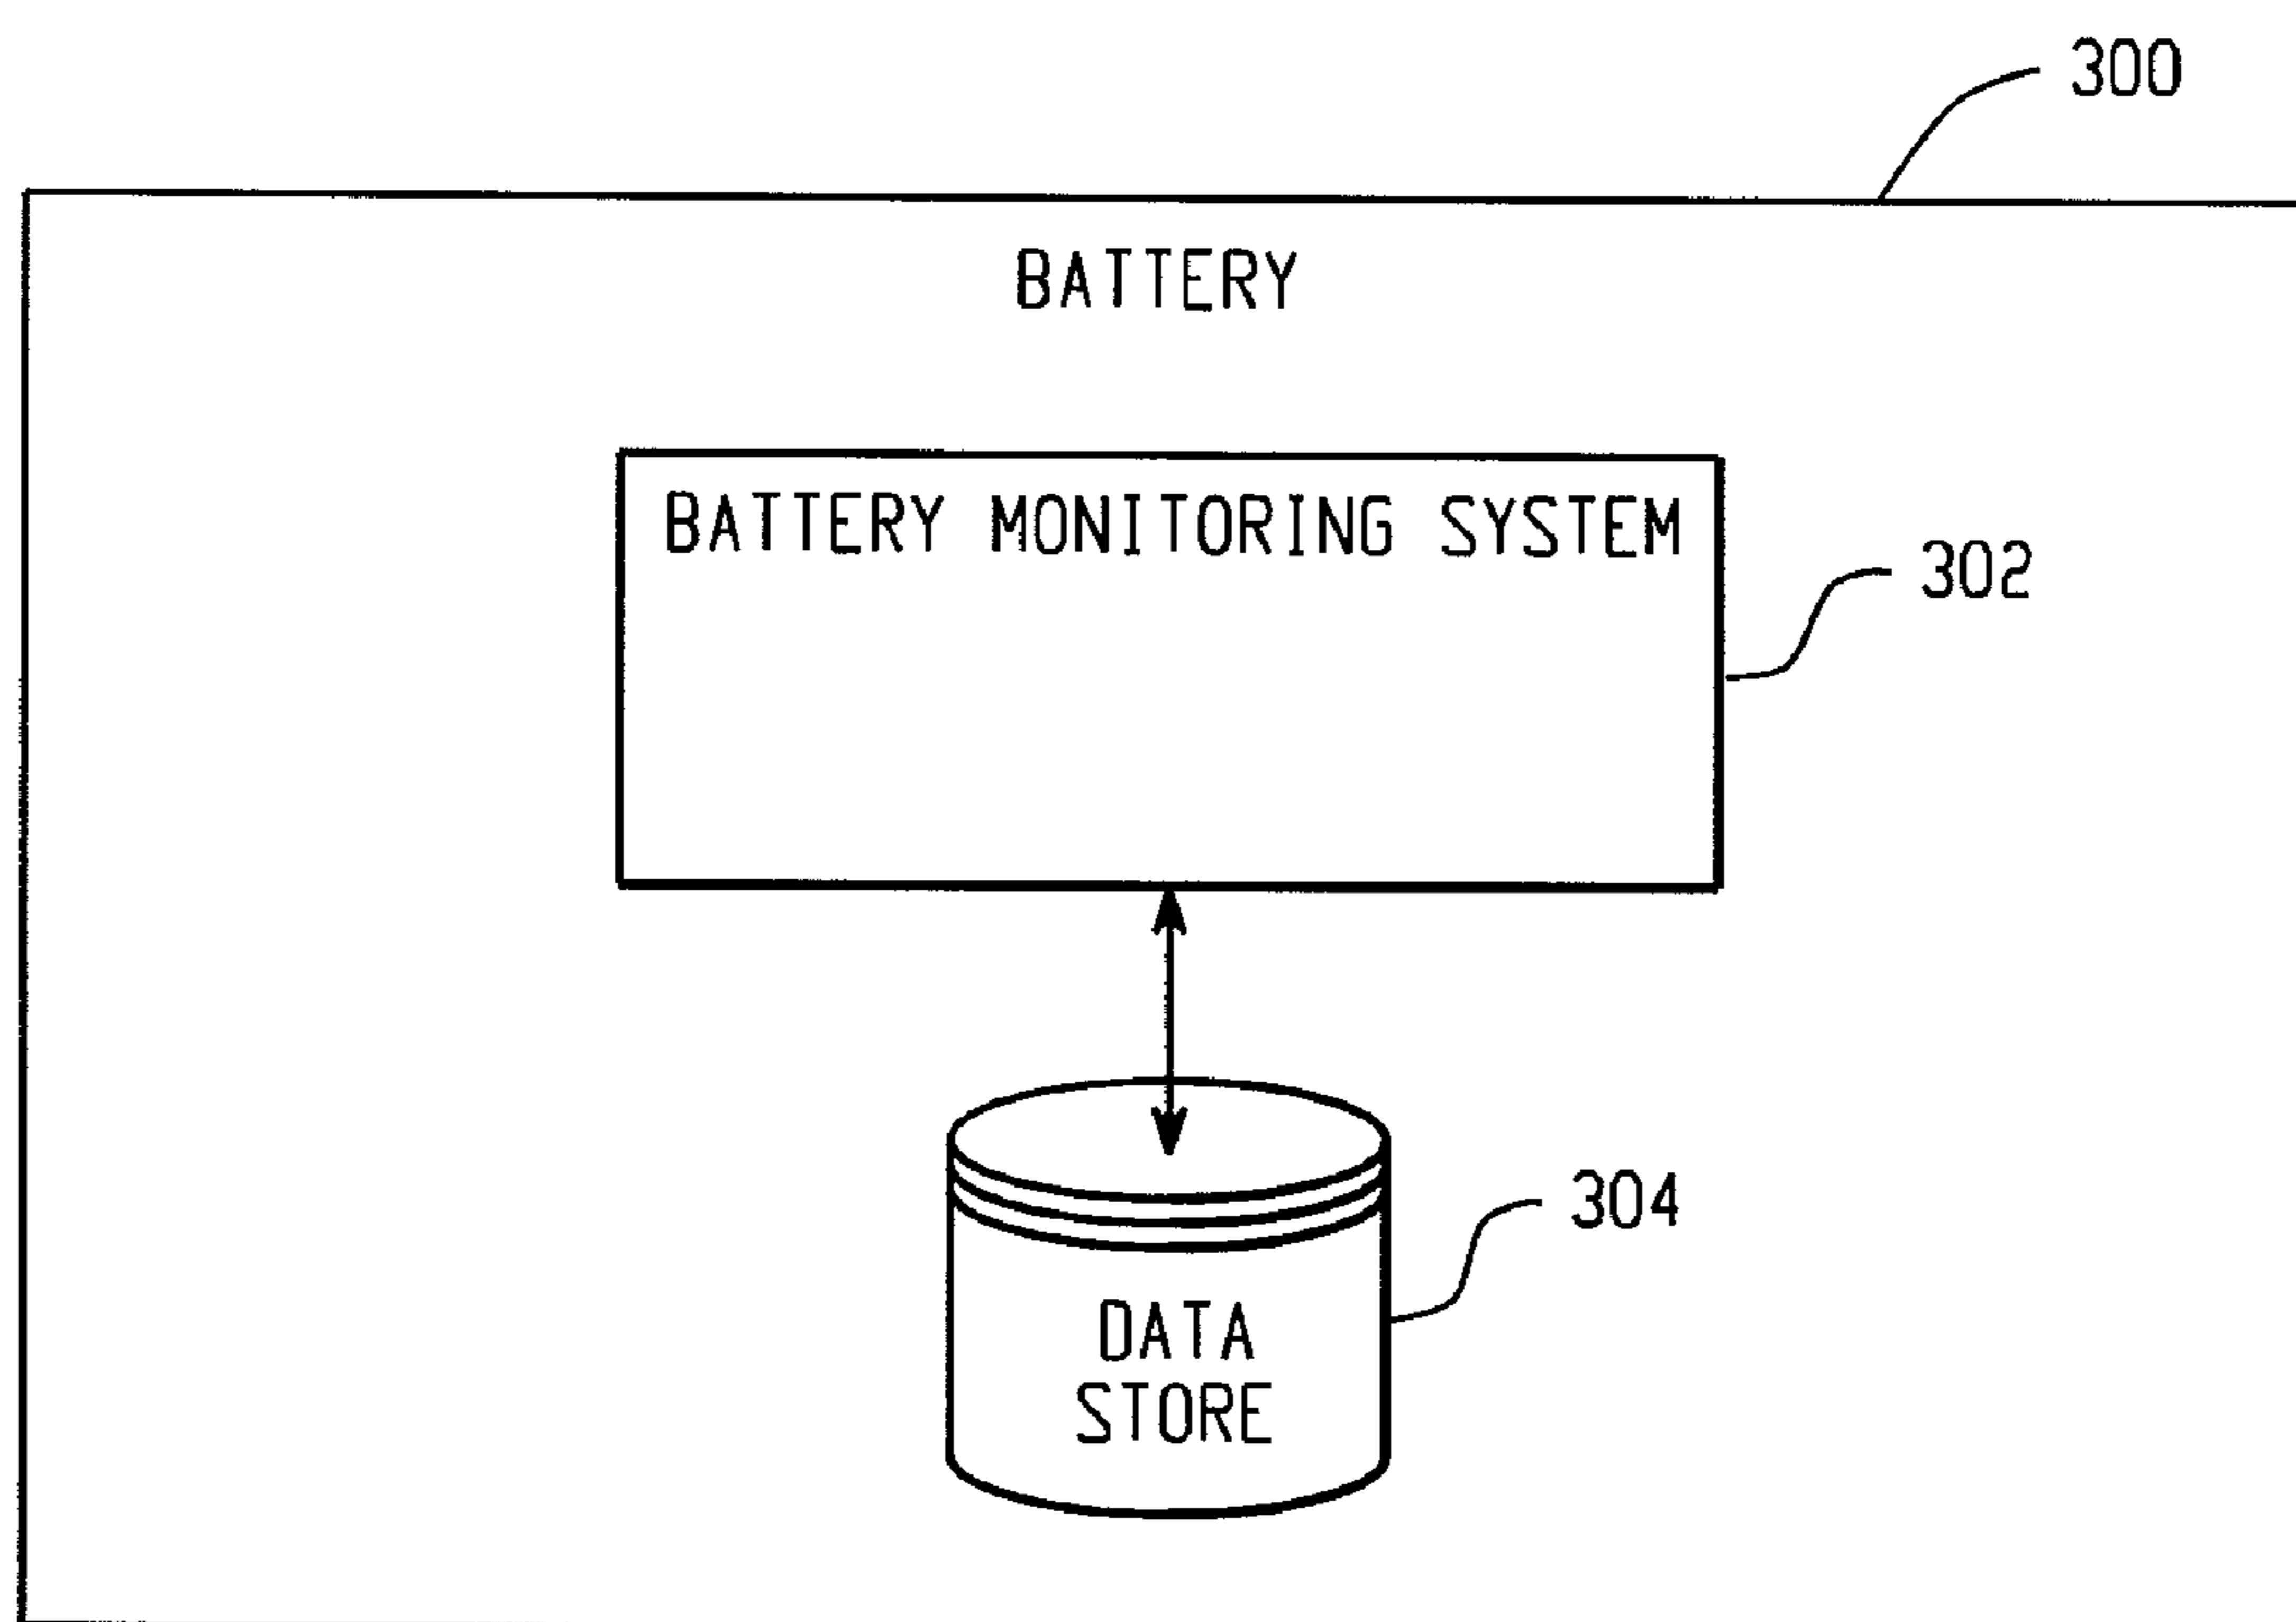 300
BATTERY
BATTERY MONITORING SYSTEM
302
304
DATA
STORE